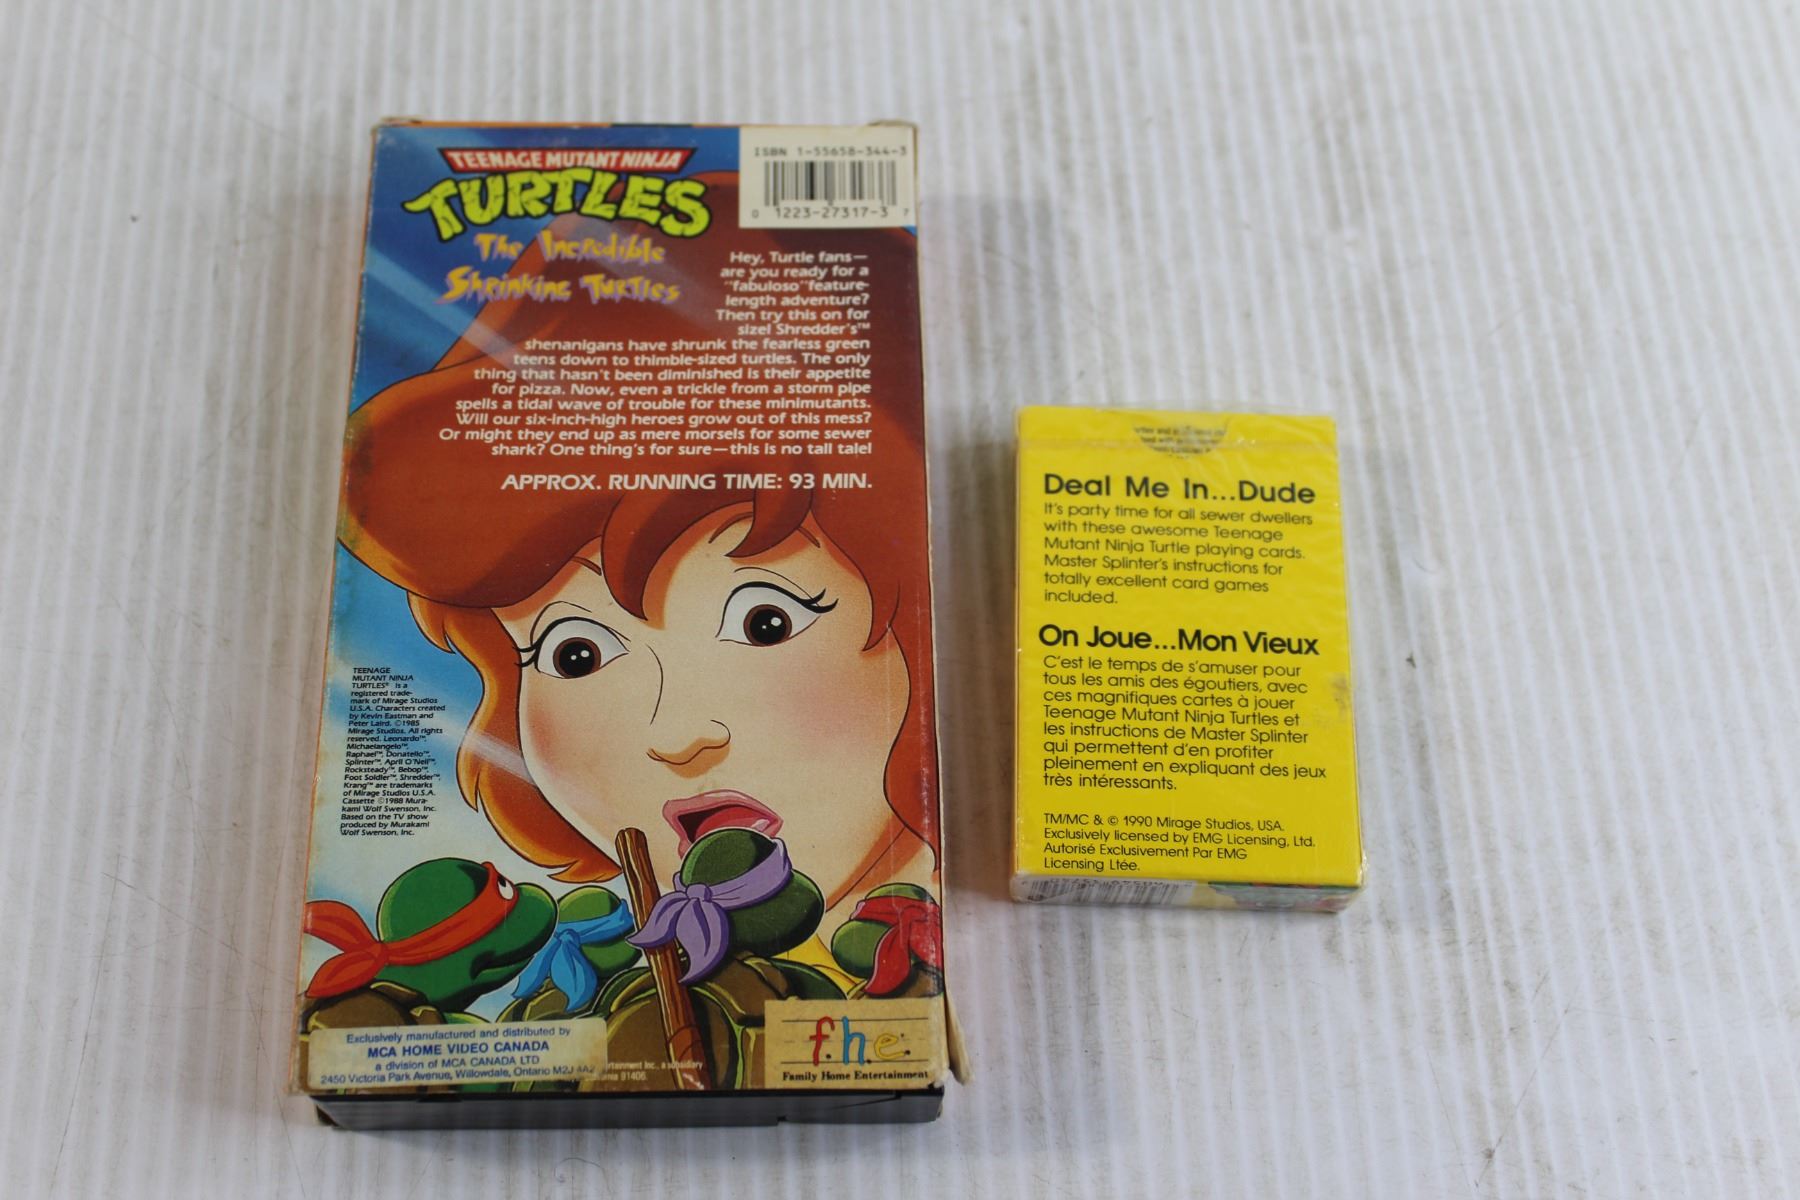 TEENAGE MUTANT NINJA
TURTLES
The Incredible
Shrinking Turtles
ISBN 1-55658-344-3
0 1223-27317-3 7
Hey, Turtle fans—
are you ready for a
"fabuloso" feature-
length adventure?
Then try this on for
size! Shredder's™
shenanigans have shrunk the fearless green
teens down to thimble-sized turtles. The only
thing that hasn't been diminished is their appetite
for pizza. Now, even a trickle from a storm pipe
spells a tidal wave of trouble for these minimutants.
Will our six-inch-high heroes grow out of this mess?
Or might they end up as mere morsels for some sewer
shark? One thing's for sure—this is no tall tale!
APPROX. RUNNING TIME: 93 MIN.
TEENAGE
MUTANT NINJA
TURTLES® is a
registered trade-
mark of Mirage Studios
U.S.A. Characters created
by Kevin Eastman and
Peter Laird. ©1985
Mirage Studios. All rights
reserved. Leonardo™,
Michaelangelo™,
Raphael™, Donatello™,
Splinter™, April O'Neil™,
Rocksteady™, Bebop™,
Foot Soldier™, Shredder™,
Krang™ are trademarks
of Mirage Studios U.S.A.
Cassette ©1988 Mura-
kami Wolf Swenson, Inc.
Based on the TV show
produced by Murakami
Wolf Swenson, Inc.
Exclusively manufactured and distributed by
MCA HOME VIDEO CANADA
a division of MCA CANADA LTD
2450 Victoria Park Avenue, Willowdale, Ontario M2J 4A2
rtainment Inc., a subsidiary
nia 91406.
f.h.e.
Family Home Entertainment
Deal Me In...Dude
It's party time for all sewer dwellers
with these awesome Teenage
Mutant Ninja Turtle playing cards.
Master Splinter's instructions for
totally excellent card games
included.
On Joue...Mon Vieux
C'est le temps de s'amuser pour
tous les amis des égoutiers, avec
ces magnifiques cartes à jouer
Teenage Mutant Ninja Turtles et
les instructions de Master Splinter
qui permettent d'en profiter
pleinement en expliquant des jeux
très intéressants.
TM/MC & © 1990 Mirage Studios, USA.
Exclusively licensed by EMG Licensing, Ltd.
Autorisé Exclusivement Par EMG
Licensing Ltée.